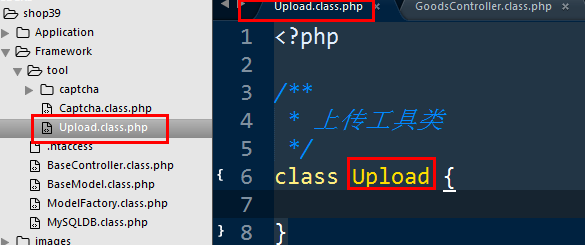 shop39
Application
Framework
tool
captcha
Captcha.class.php
Upload.class.php
.htaccess
BaseController.class.php
BaseModel.class.php
ModelFactory.class.php
MySQLDB.class.php
images
Upload.class.php
GoodsController.class.php
1 <?php
2
3 /**
4 * 上传工具类
5 */
6 class Upload {
7
8 }